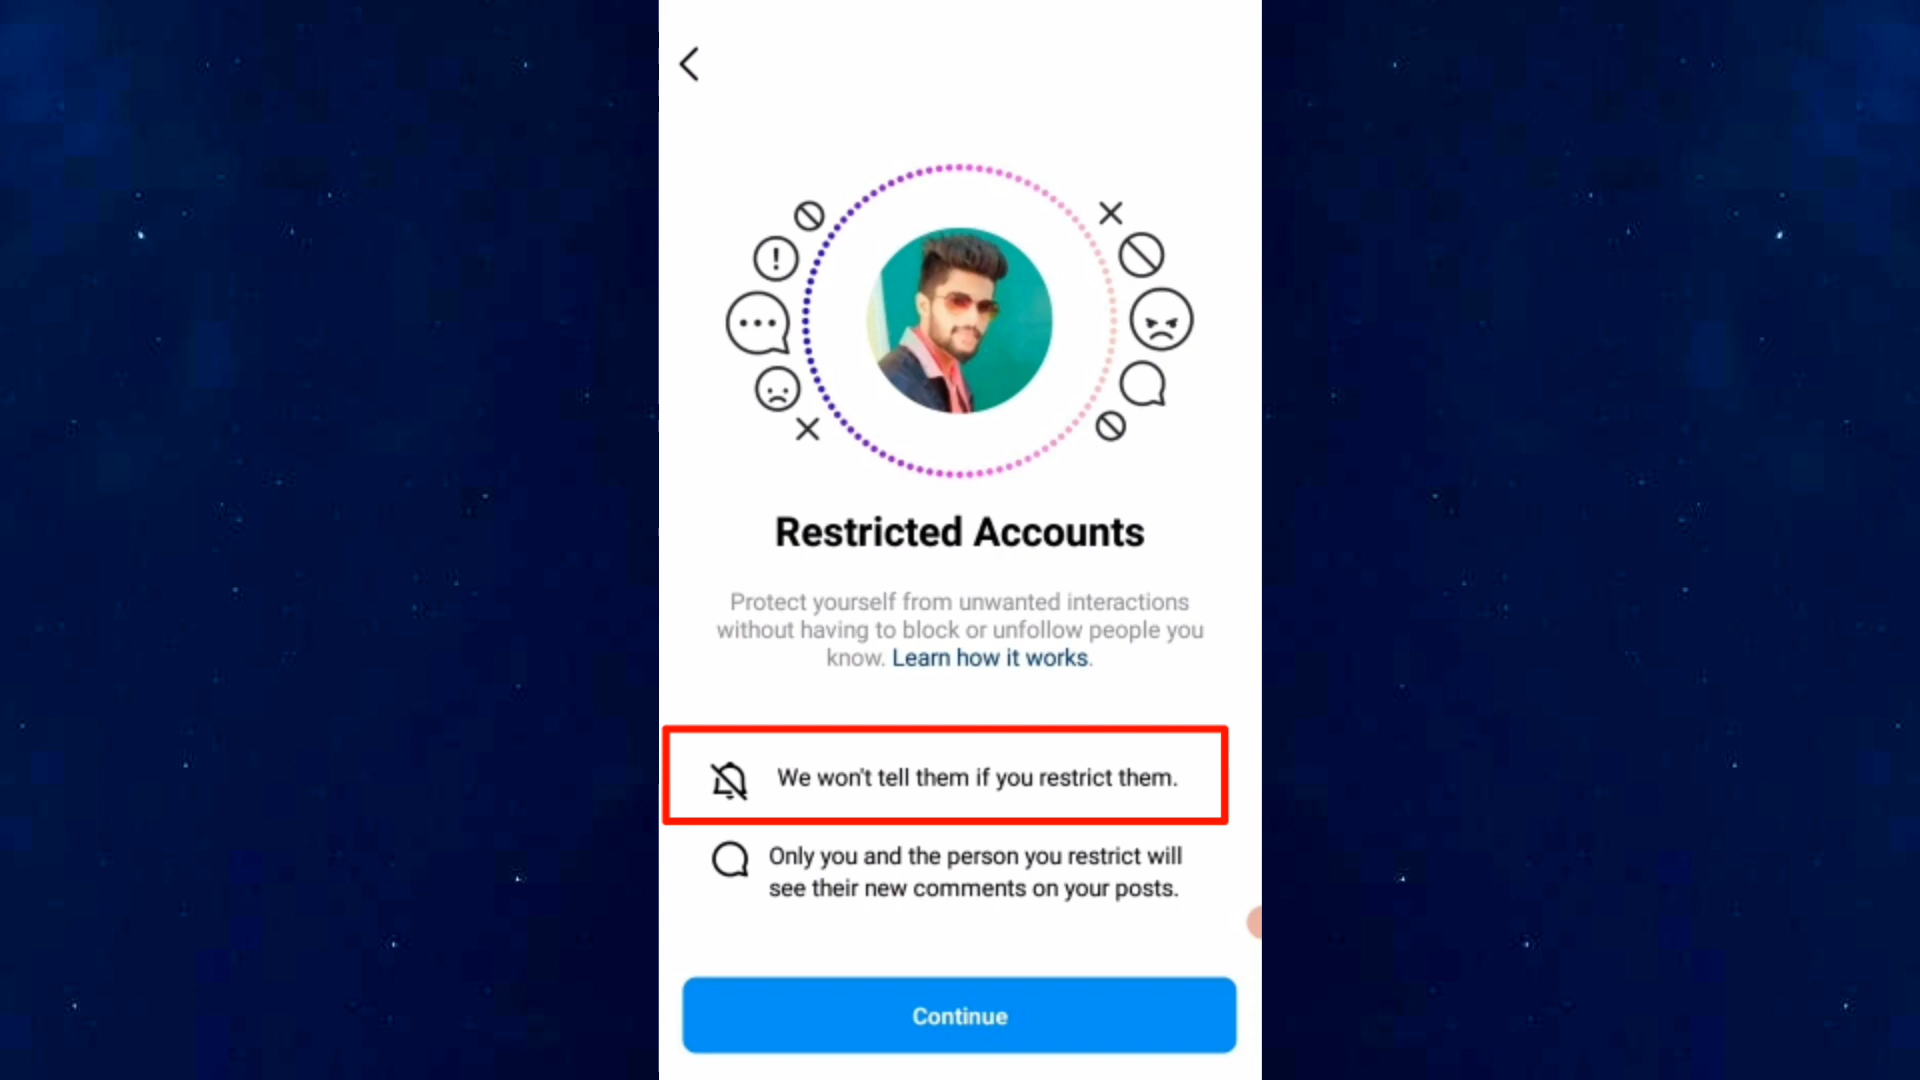 Restricted Accounts
Protect yourself from unwanted interactions
without having to block or unfollow people you
know. Learn how it works.
We won't tell them if you restrict them.
Only you and the person you restrict will
see their new comments on your posts.
Continue